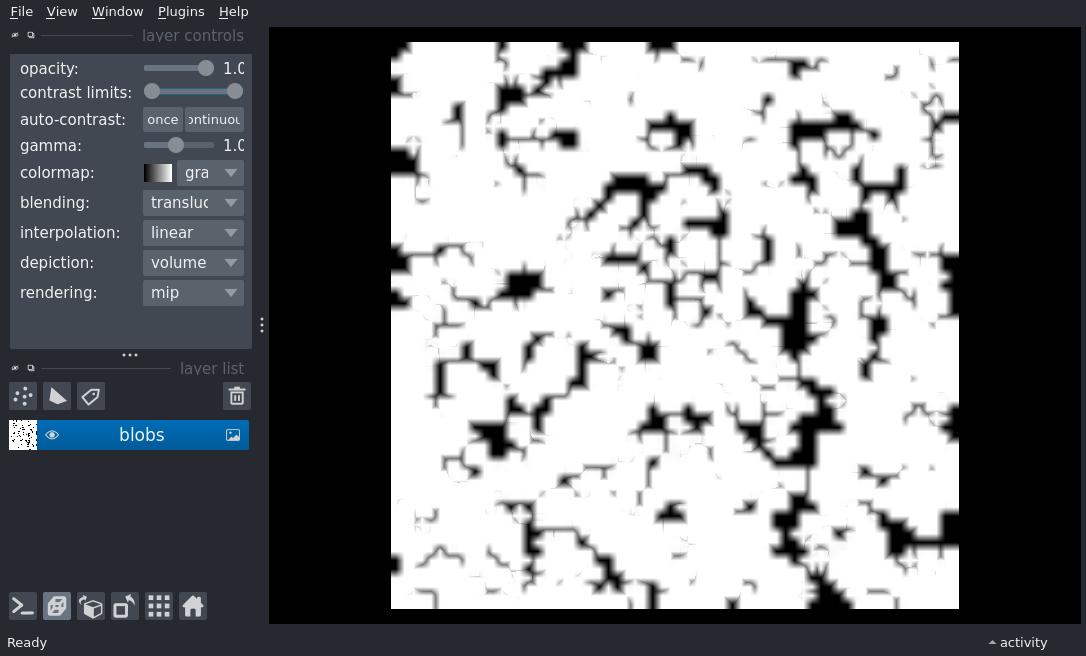 File View Window Plugins Help
layer controls
opacity: 1.0
contrast limits:
auto-contrast: once ontinuou
gamma: 1.0
colormap: gra
blending: transluc
interpolation: linear
depiction: volume
rendering: mip
layer list
blobs
Ready activity